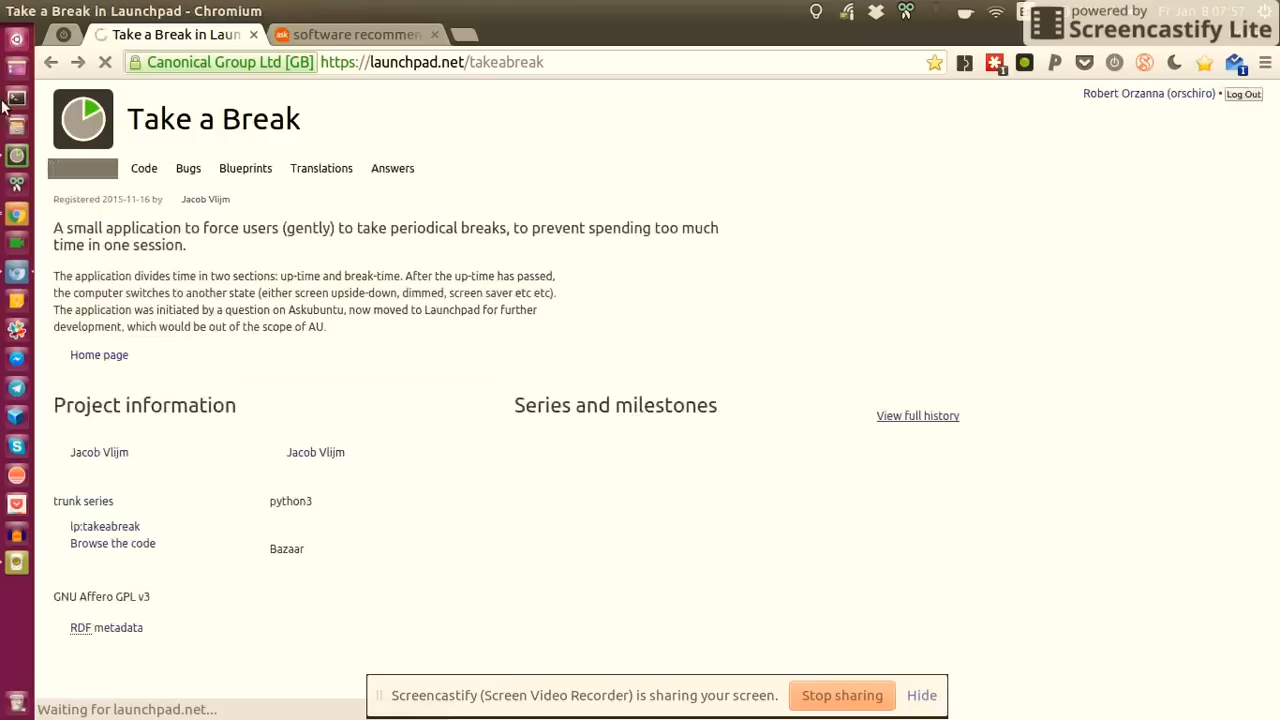 Take a Break in Launchpad - Chromium
Fri Jan 8 07:57
powered by
Screencastify Lite
Take a Break in Laun
software recommen
Canonical Group Ltd [GB]
https://launchpad.net/takeabreak
Robert Orzanna (orschiro) • Log Out
Take a Break
Code Bugs Blueprints Translations Answers
Registered 2015-11-16 by Jacob Vlijm
A small application to force users (gently) to take periodical breaks, to prevent spending too much
time in one session.
The application divides time in two sections: up-time and break-time. After the up-time has passed,
the computer switches to another state (either screen upside-down, dimmed, screen saver etc etc).
The application was initiated by a question on Askubuntu, now moved to Launchpad for further
development, which would be out of the scope of AU.
Home page
Project information
Series and milestones
View full history
Jacob Vlijm
Jacob Vlijm
trunk series
python3
lp:takeabreak
Browse the code
Bazaar
GNU Affero GPL v3
RDF metadata
Screencastify (Screen Video Recorder) is sharing your screen. Stop sharing Hide
Waiting for launchpad.net...